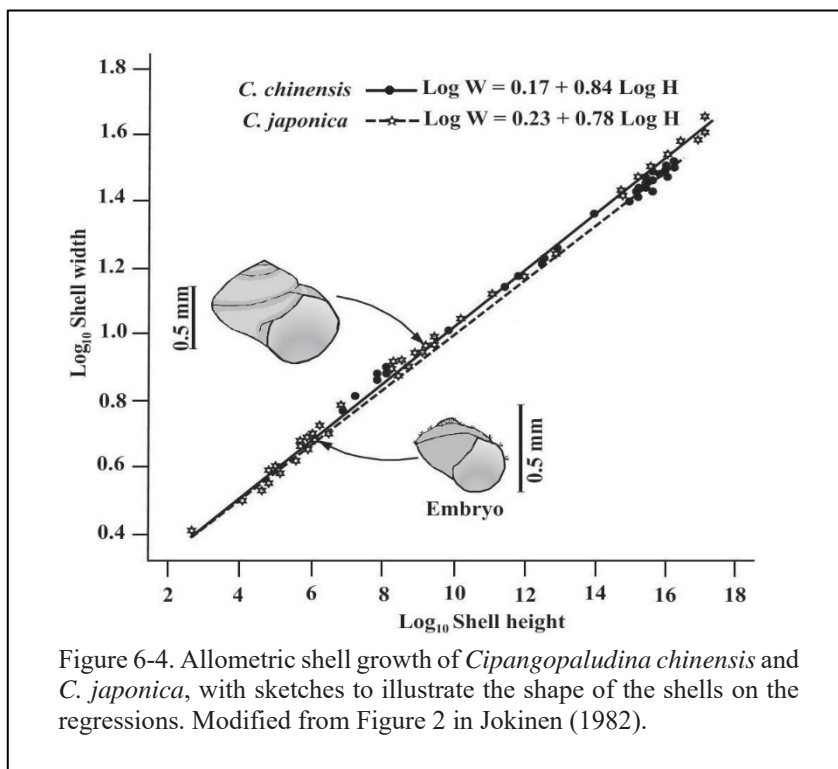 1.8
C. chinensis Log W = 0.17 + 0.84 Log H
C. japonica Log W = 0.23 + 0.78 Log H
1.6
1.4
1.2
1.0
0.8
0.6
0.4
Log10 Shell width
0.5 mm
0.5 mm
Embryo
2 4 6 8 10 12 14 16 18
Log10 Shell height
Figure 6-4. Allometric shell growth of Cipangopaludina chinensis and
C. japonica, with sketches to illustrate the shape of the shells on the
regressions. Modified from Figure 2 in Jokinen (1982).